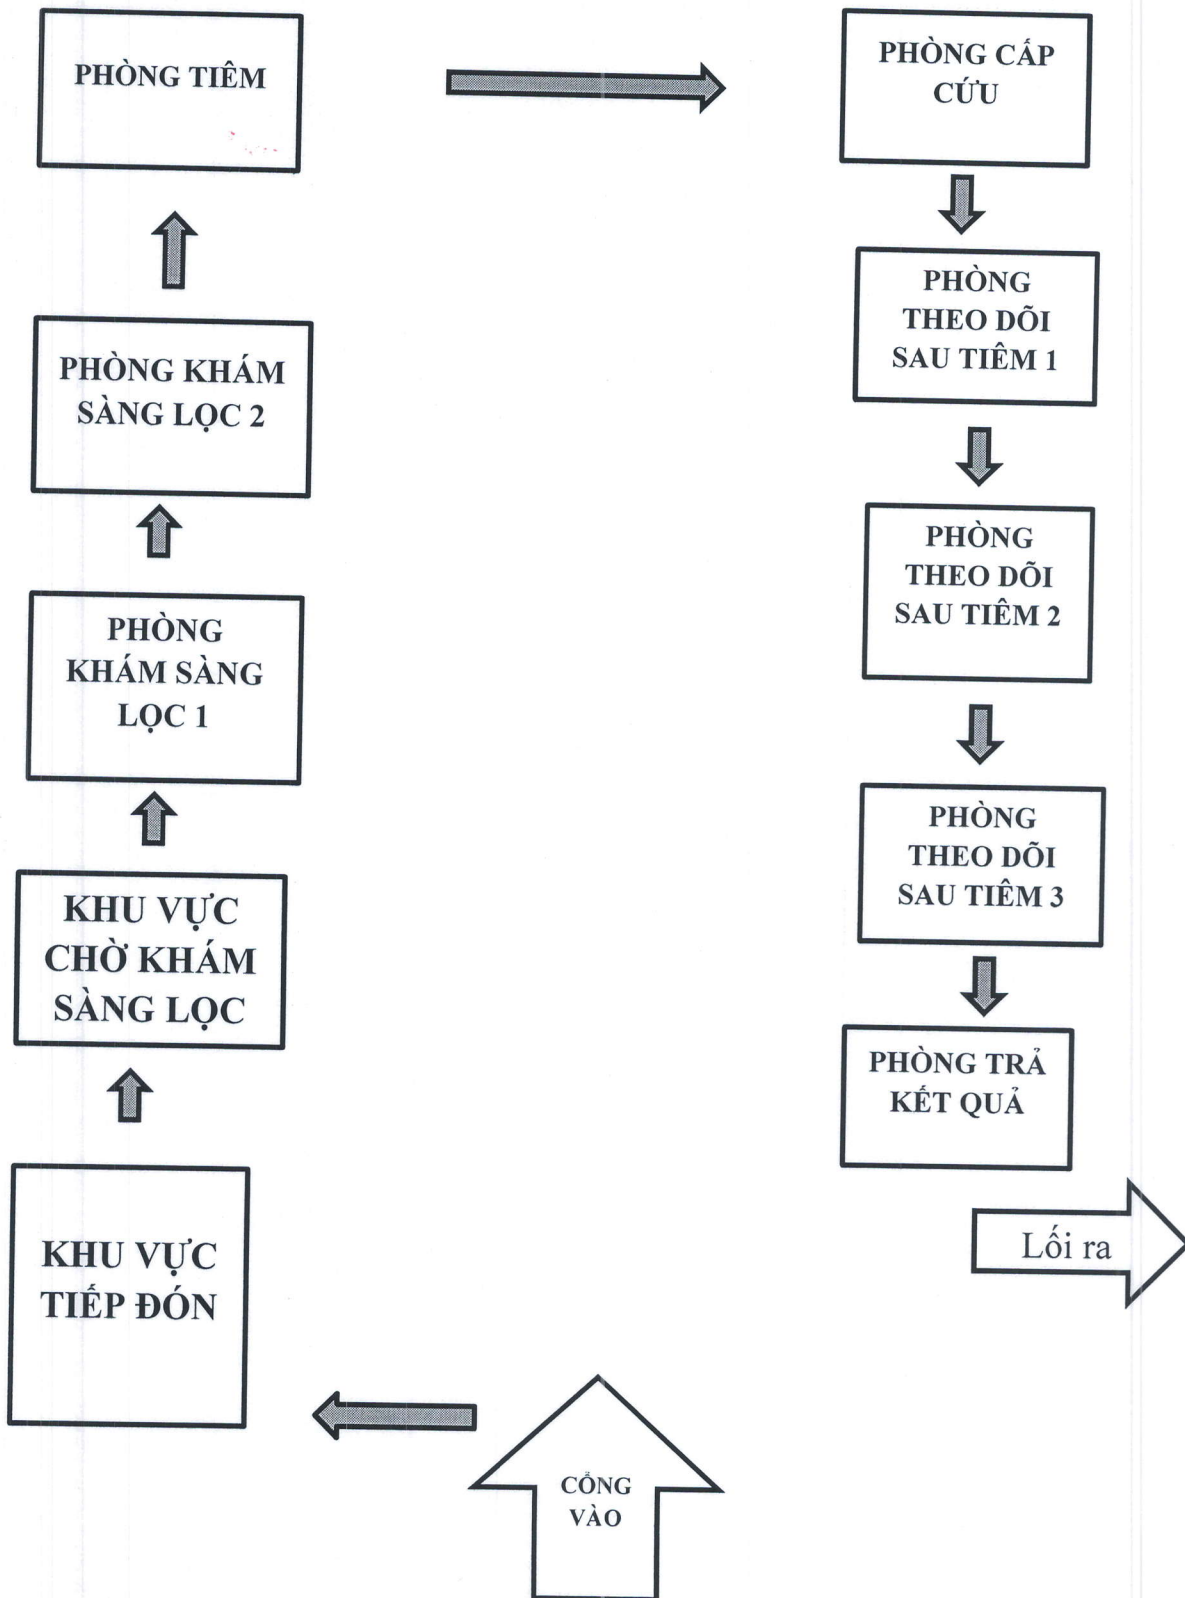 PHÒNG TIÊM
PHÒNG CẤP
CỨU
PHÒNG
THEO DÕI
SAU TIÊM 1
PHÒNG KHÁM
SÀNG LỌC 2
PHÒNG
THEO DÕI
SAU TIÊM 2
PHÒNG
KHÁM SÀNG
LỌC 1
PHÒNG
THEO DÕI
SAU TIÊM 3
KHU VỰC
CHỜ KHÁM
SÀNG LỌC
PHÒNG TRẢ
KẾT QUẢ
KHU VỰC
TIẾP ĐÓN
Lối ra
CỔNG
VÀO